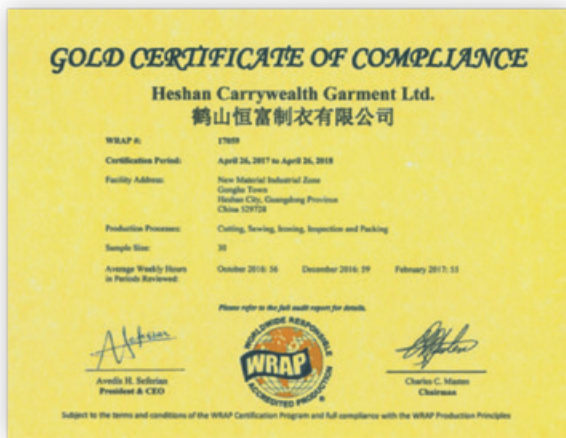 GOLD CERTIFICATE OF COMPLIANCE
Heshan Carrywealth Garment Ltd.
鹤山恒富制衣有限公司
WRAP #: 17059
Certification Period: April 26, 2017 to April 26, 2018
Facility Address: New Material Industrial Zone
Gonghe Town
Heshan City, Guangdong Province
China 529728
Production Processes: Cutting, Sewing, Ironing, Inspection and Packing
Sample Size: 30
Average Weekly Hours in Periods Reviewed: October 2016: 56 December 2016: 59 February 2017: 51
Please refer to the full audit report for details.
WORLDWIDE RESPONSIBLE
WRAP
ACCREDITED PRODUCTION
®
Avedis H. Seferian
President & CEO
Charles C. Masten
Chairman
Subject to the terms and conditions of the WRAP Certification Program and full compliance with the WRAP Production Principles